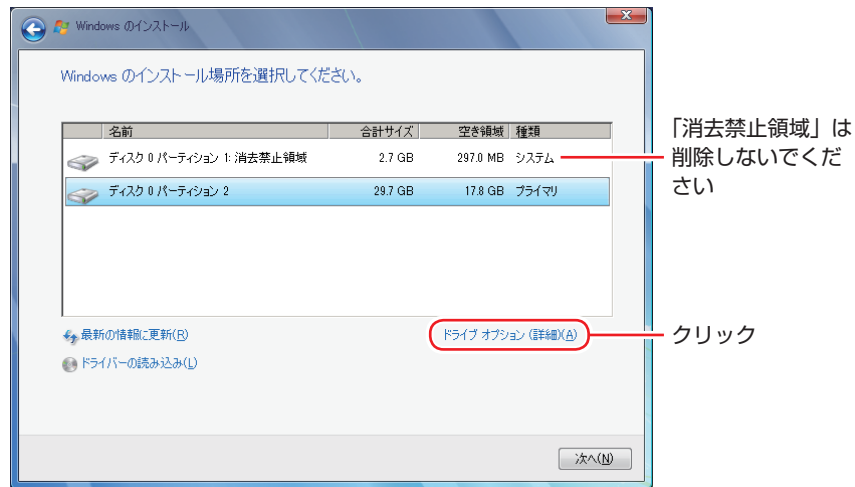 Windows のインストール
Windows のインストール場所を選択してください。
名前 合計サイズ 空き領域 種類
ディスク 0 パーティション 1: 消去禁止領域 2.7 GB 297.0 MB システム
ディスク 0 パーティション 2 29.7 GB 17.8 GB プライマリ
「消去禁止領域」は
削除しないでくだ
さい
最新の情報に更新(R) ドライブ オプション (詳細)(A)
クリック
ドライバーの読み込み(L)
次へ(N)